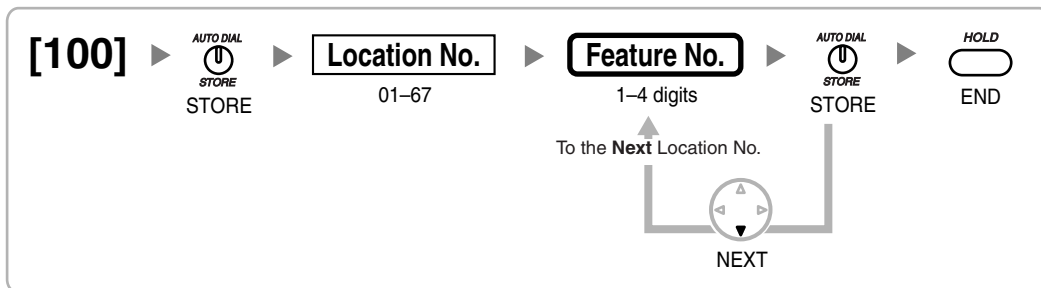 [100] AUTO DIAL STORE STORE Location No. 01–67 Feature No. 1–4 digits AUTO DIAL STORE STORE HOLD END
To the Next Location No.
NEXT